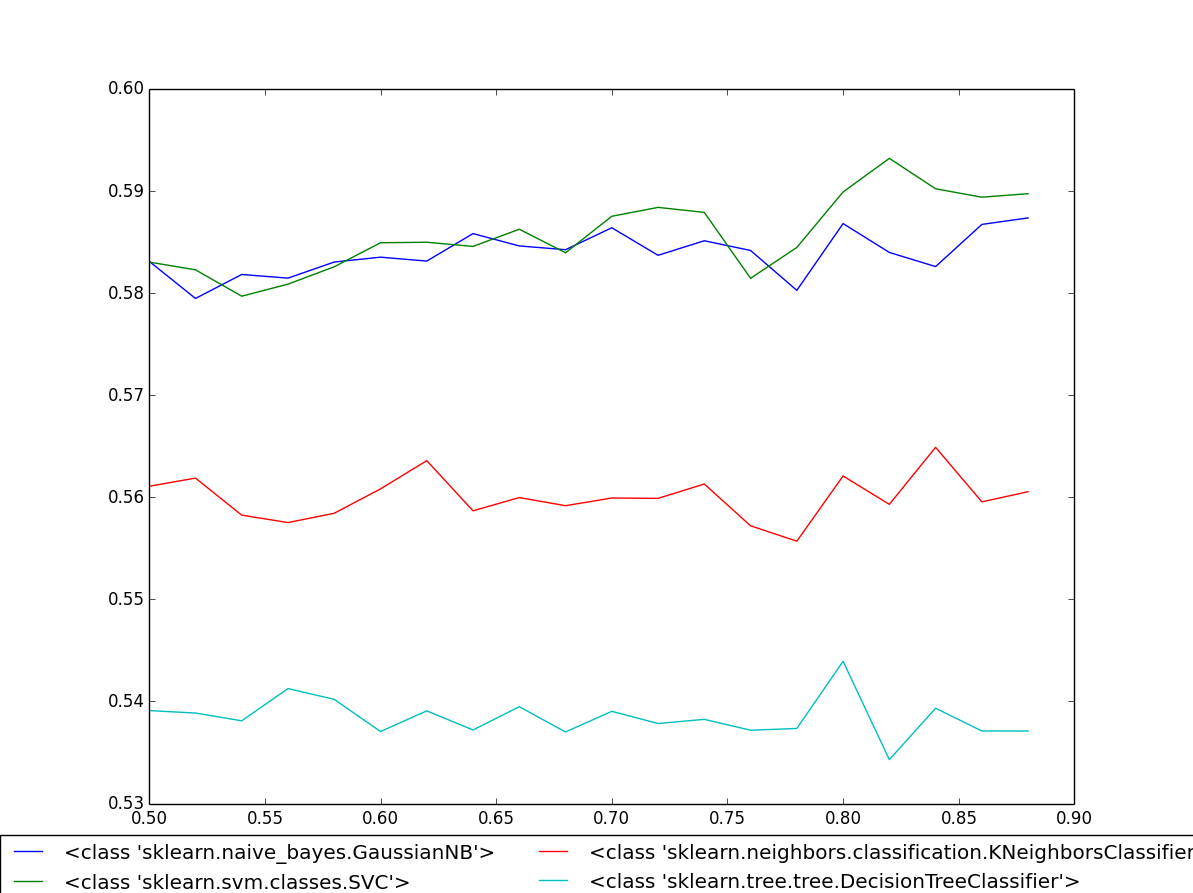 0.60
0.59
0.58
0.57
0.56
0.55
0.54
0.53
0.50 0.55 0.60 0.65 0.70 0.75 0.80 0.85 0.90
<class 'sklearn.naive_bayes.GaussianNB'> <class 'sklearn.neighbors.classification.KNeighborsClassifier
<class 'sklearn.svm.classes.SVC'> <class 'sklearn.tree.tree.DecisionTreeClassifier'>